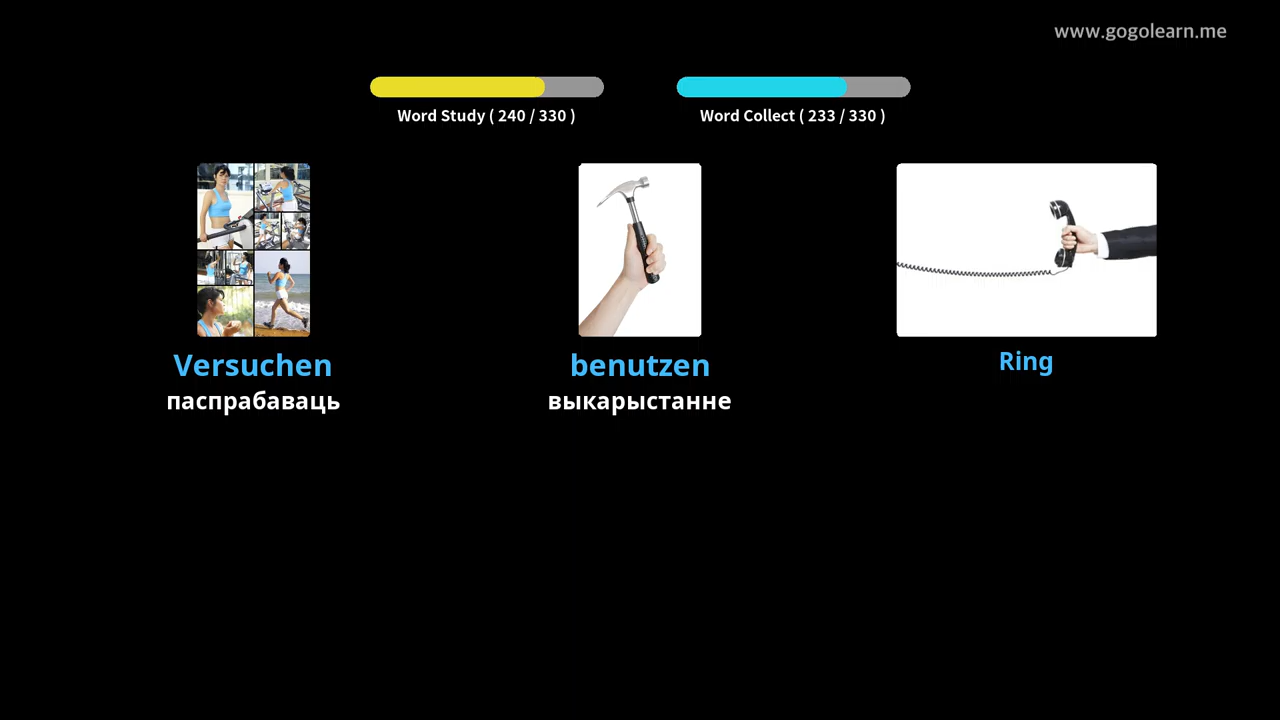 www.gogolearn.me
Word Study ( 240 / 330 )
Word Collect ( 233 / 330 )
Versuchen
паспрабаваць
benutzen
выкарыстанне
Ring